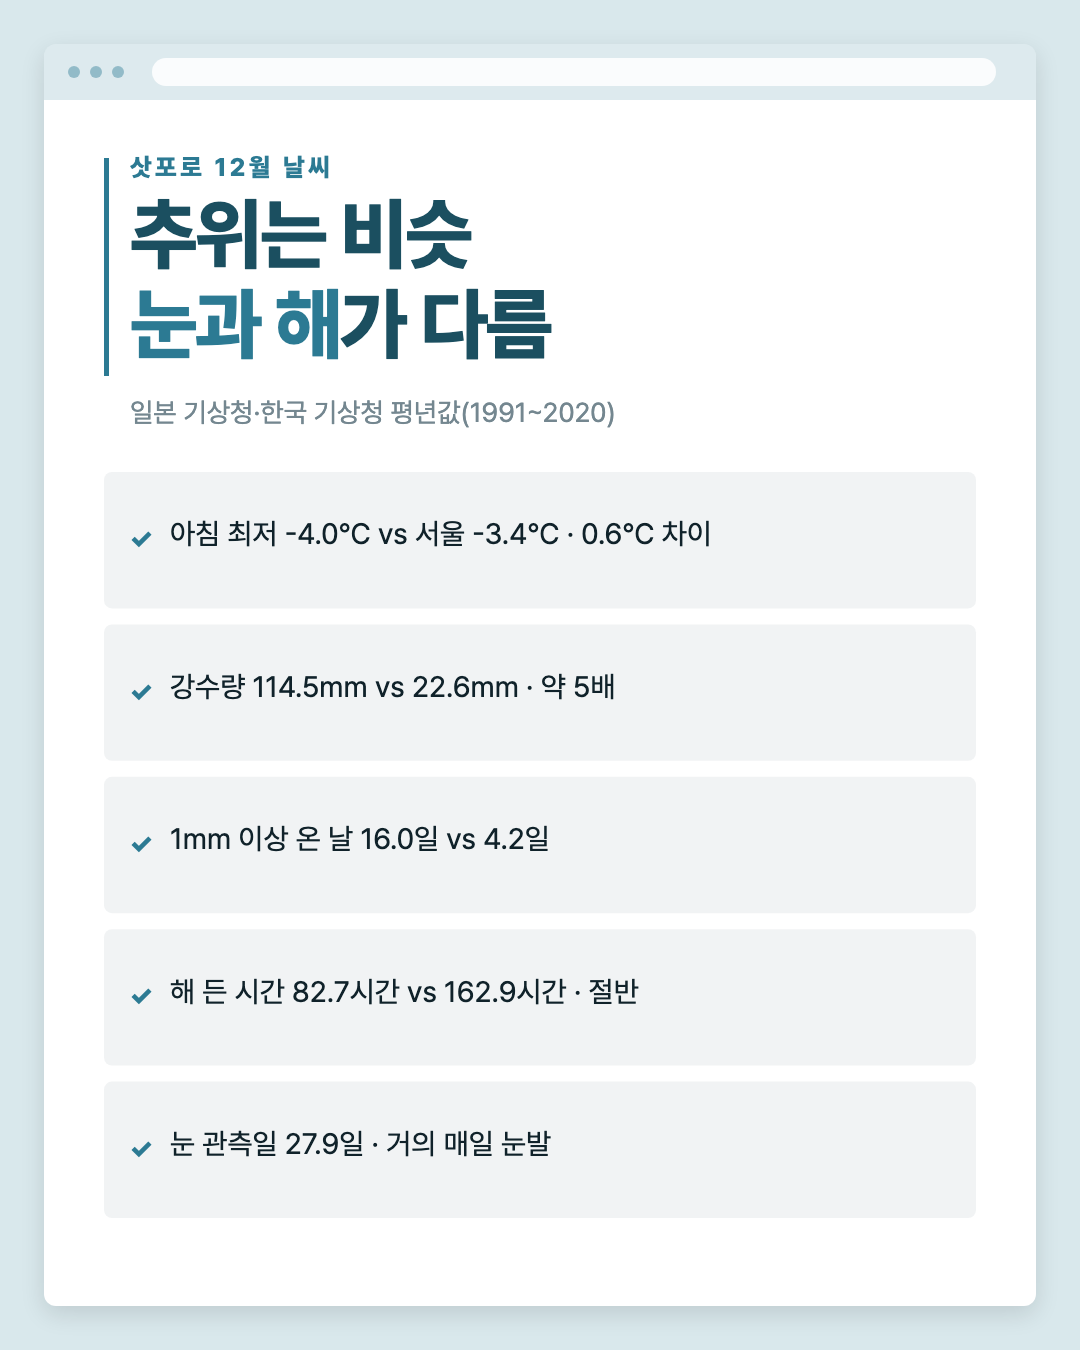 삿포로 12월 날씨
추위는 비슷
눈과 해가 다름
일본 기상청·한국 기상청 평년값(1991~2020)
아침 최저 -4.0°C vs 서울 -3.4°C · 0.6°C 차이
강수량 114.5mm vs 22.6mm · 약 5배
1mm 이상 온 날 16.0일 vs 4.2일
해 든 시간 82.7시간 vs 162.9시간 · 절반
눈 관측일 27.9일 · 거의 매일 눈발